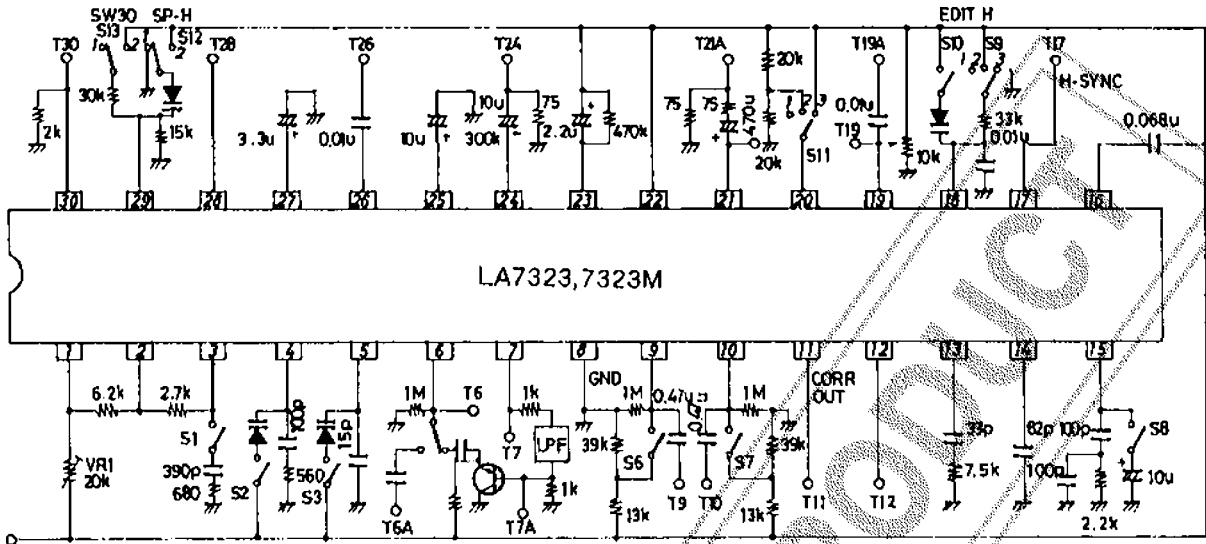 SW30 SP-H EDIT H
S13 S12 S10 S9
T30 1 2 2 T28 T26 T24 T21A T19A 1 2 3 T17
H-SYNC
20k
30k 10u 75 75 75 470u 0.01u 33k 0.068u
2k 15k 3.3u 0.01u 10u 300k 2.2u 470k 1 2 3 T19 10k 0.01u
20k S11
30 29 28 27 26 25 24 23 22 21 20 19 18 17 16
LA7323,7323M
1 2 3 4 5 6 7 8 9 10 11 12 13 14 15
GND CORR OUT
6.2k 2.7k 100p 15p 1M T6 1k 1M 0.47u 1M
S1 T7 LPF 39k S6 S7 39k 33p 82p 100p S8
VR1 20k 390p 680 S2 560 S3 7.5k 100p 10u
T6A T7A 1k 13k T9 T10 13k T11 T12 2.2k
PRODUCT